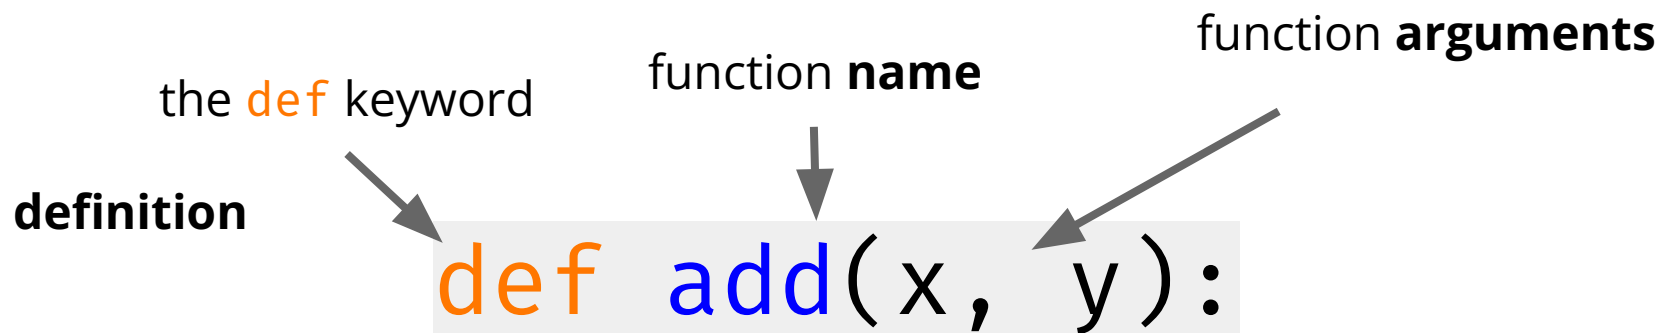 function arguments
function name
the def keyword
definition
def add(x, y):